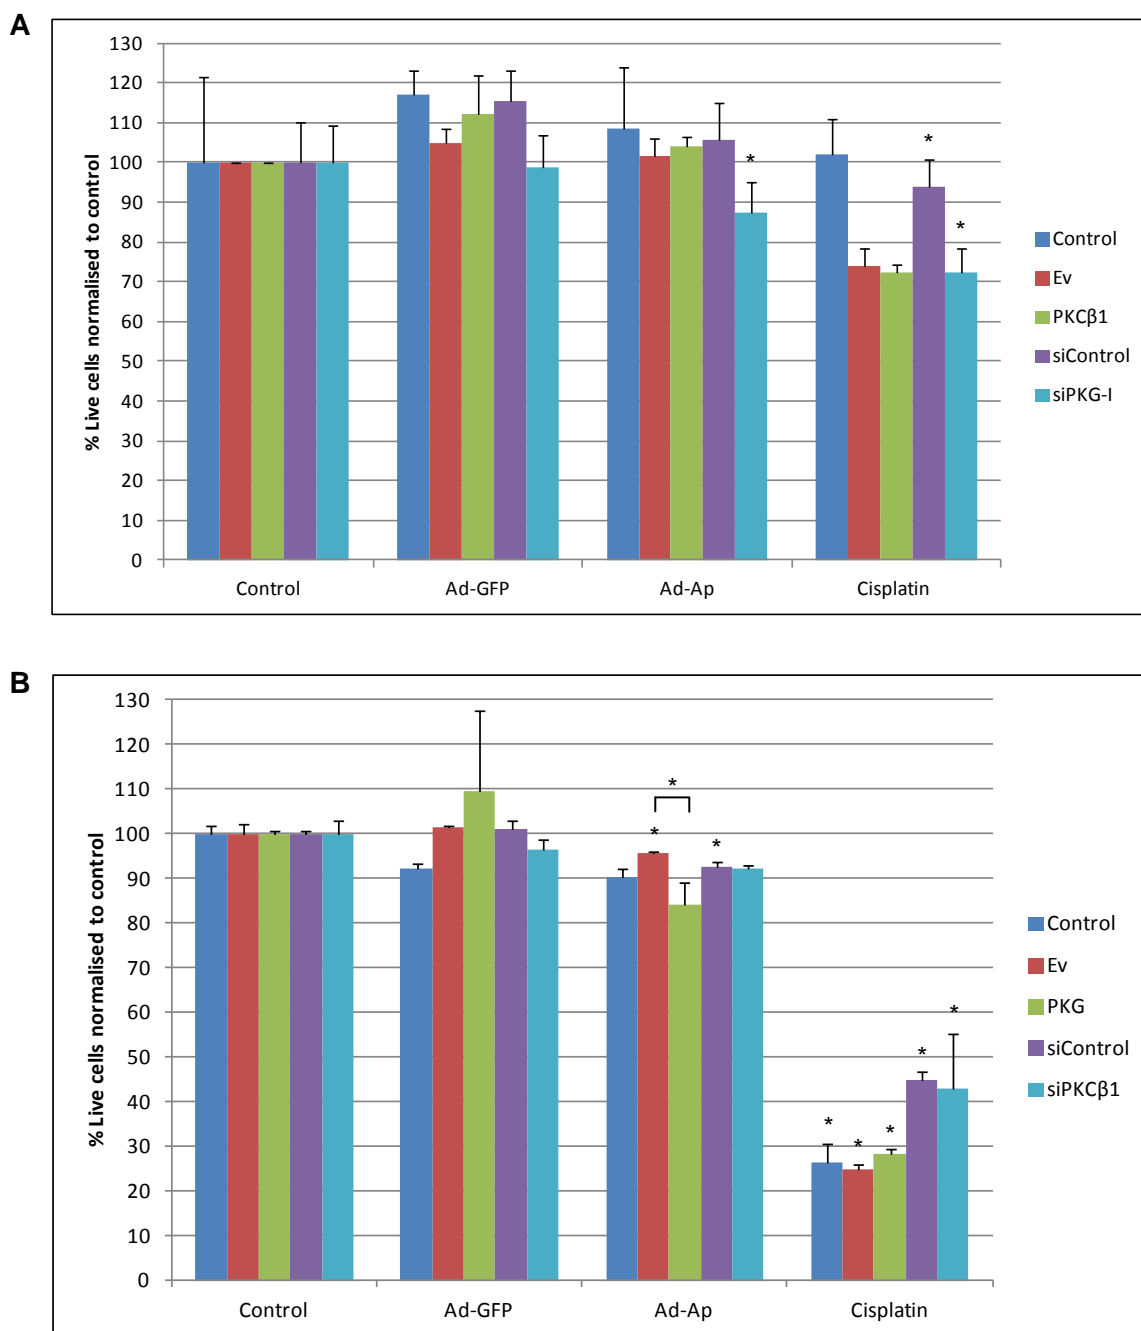 A
% Live cells normalised to control
130
120
110
100
90
80
70
60
50
40
30
20
10
0
*
*
*
Control
Ad-GFP
Ad-Ap
Cisplatin
Control
Ev
PKCβ1
siControl
siPKG-I
B
% Live cells normalised to control
130
120
110
100
90
80
70
60
50
40
30
20
10
0
*
*
*
*
*
*
*
*
Control
Ad-GFP
Ad-Ap
Cisplatin
Control
Ev
PKG
siControl
siPKCβ1